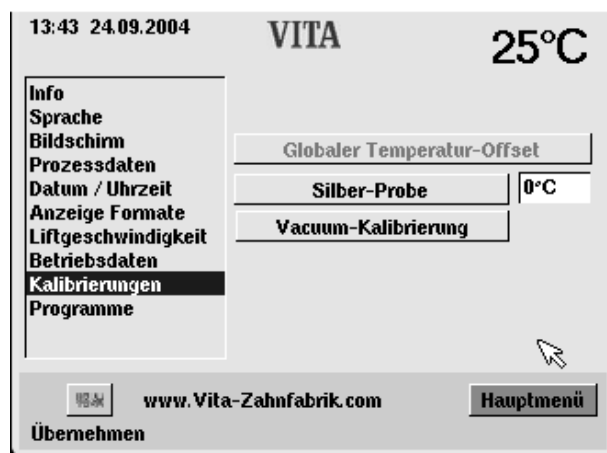 13:43 24.09.2004
VITA
25°C
Info
Sprache
Bildschirm
Prozessdaten
Datum / Uhrzeit
Anzeige Formate
Liftgeschwindigkeit
Betriebsdaten
Kalibrierungen
Programme
Globaler Temperatur-Offset
Silber-Probe
0°C
Vacuum-Kalibrierung
www.Vita-Zahnfabrik.com
Hauptmenü
Übernehmen